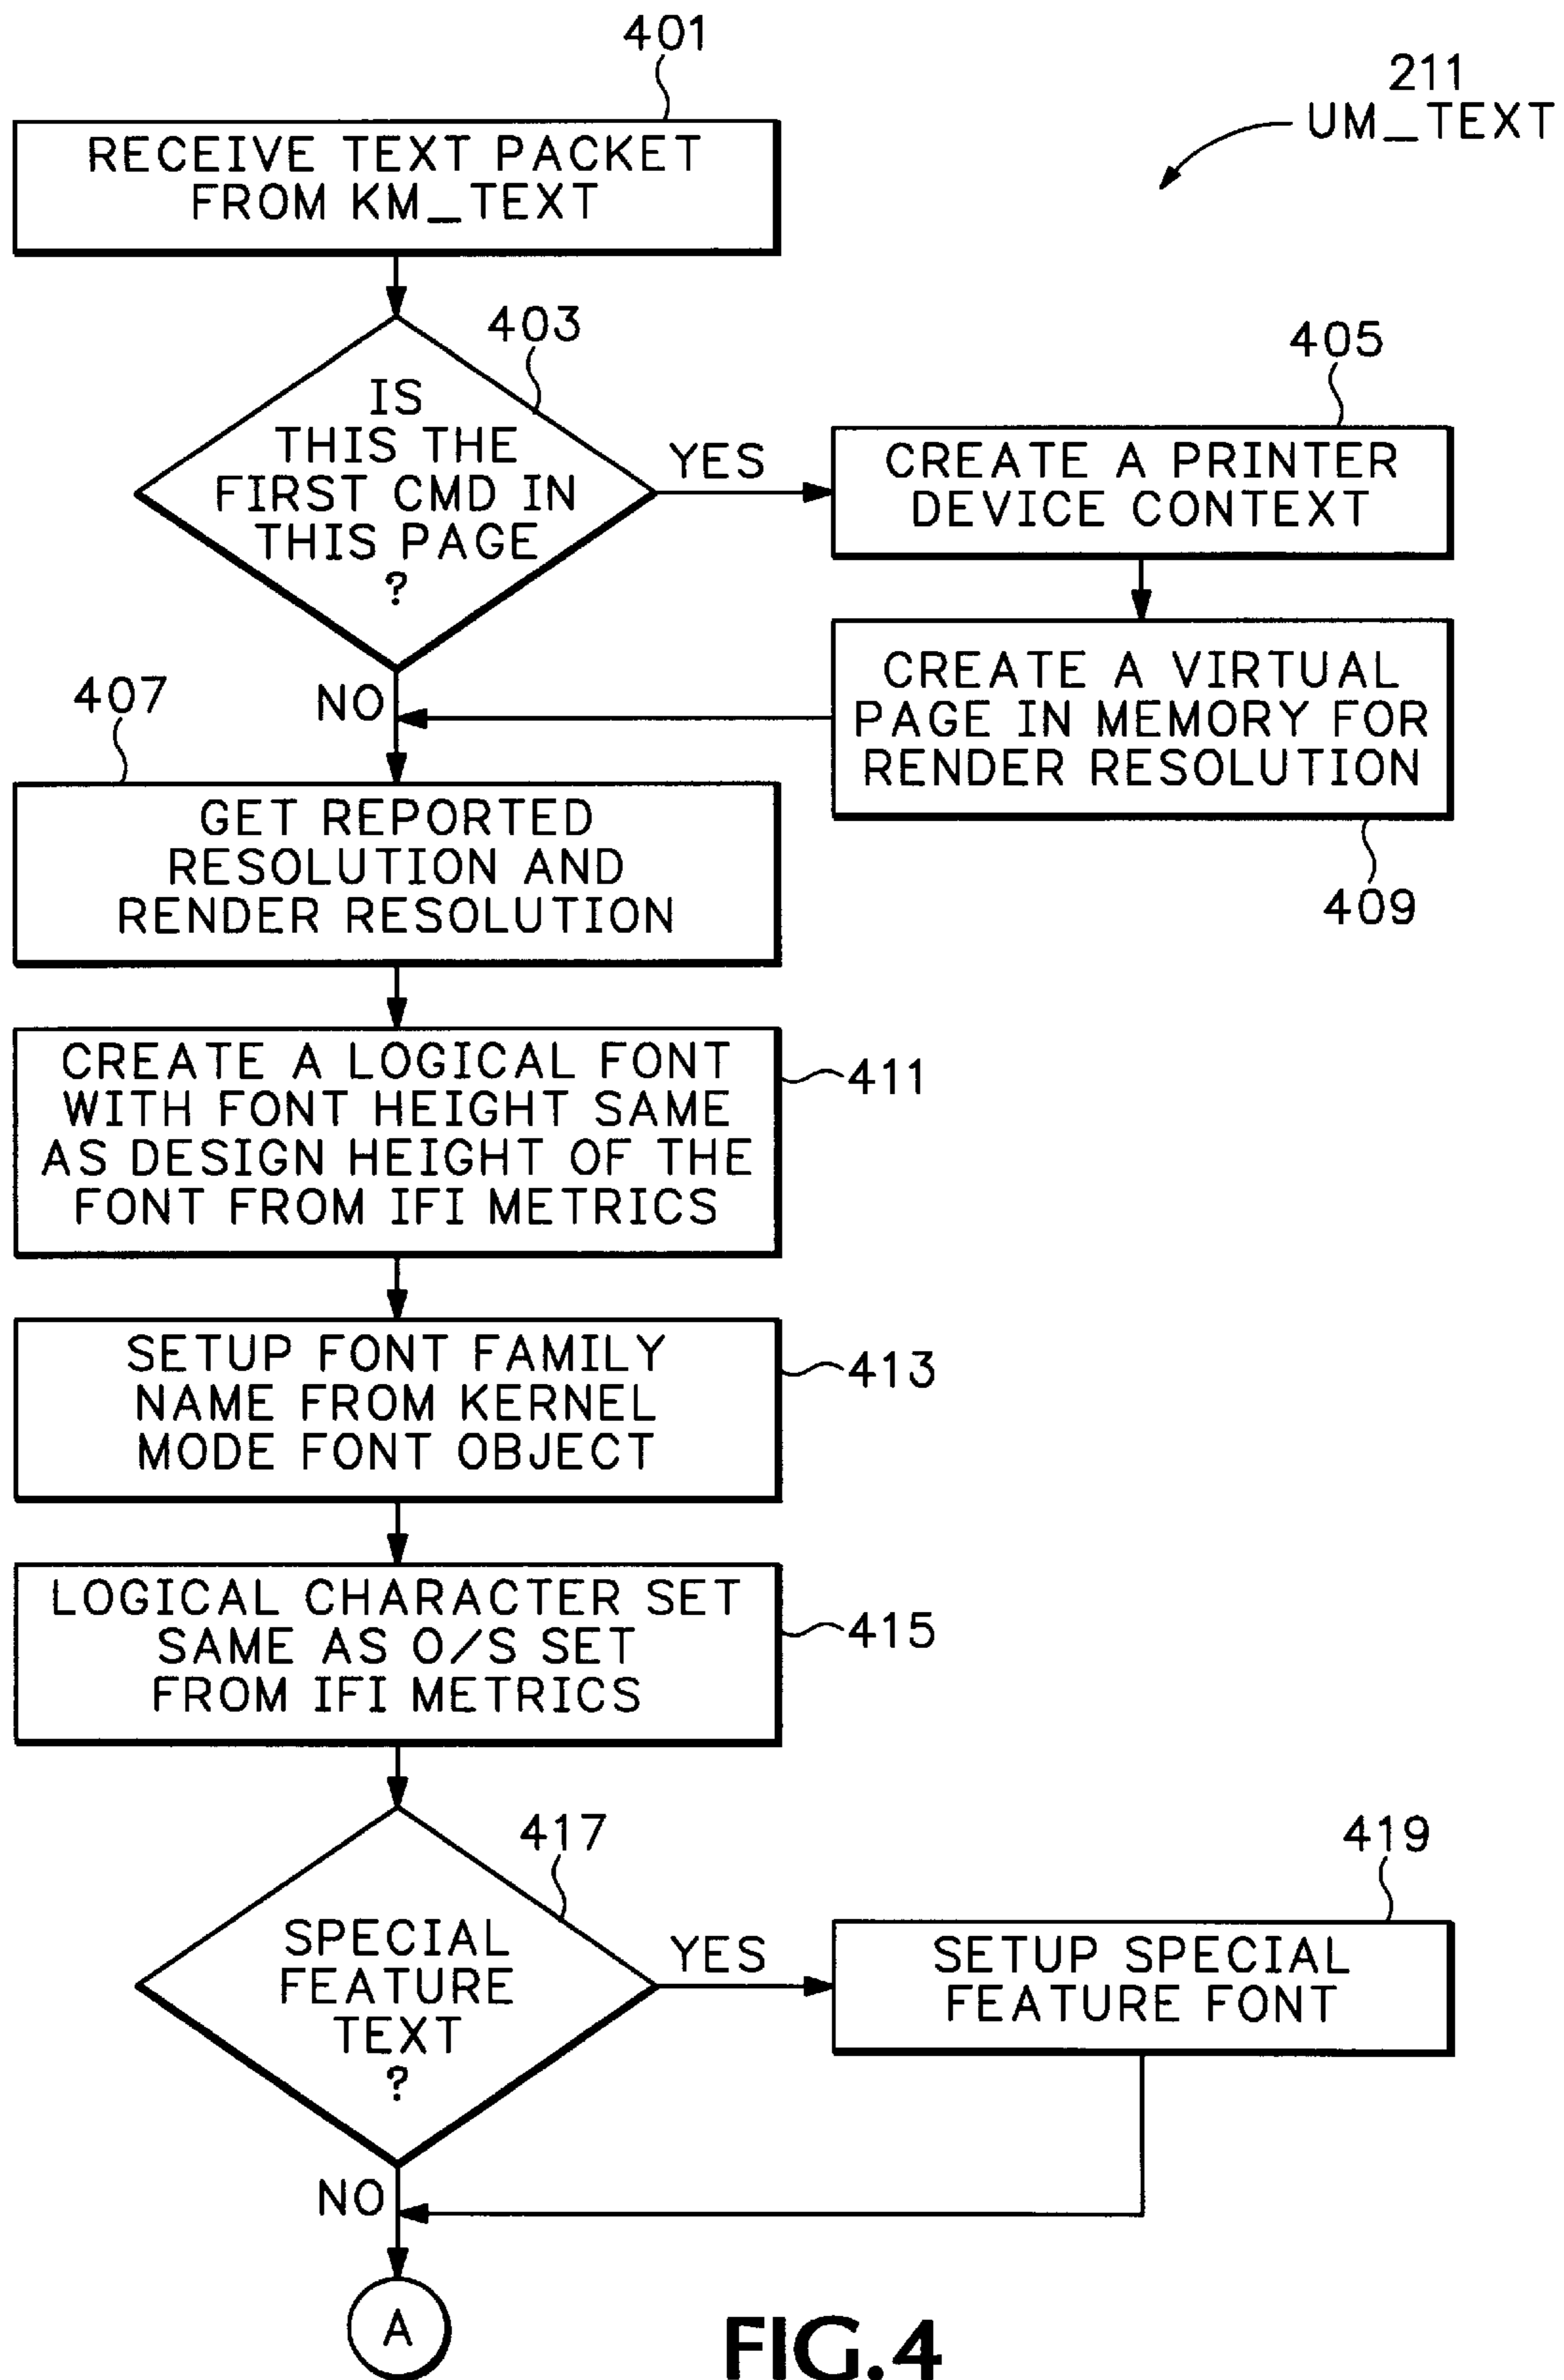 401
211
UM_TEXT
RECEIVE TEXT PACKET
FROM KM_TEXT
403
IS
THIS THE
FIRST CMD IN
THIS PAGE
?
YES
405
CREATE A PRINTER
DEVICE CONTEXT
NO
CREATE A VIRTUAL
PAGE IN MEMORY FOR
RENDER RESOLUTION
409
407
GET REPORTED
RESOLUTION AND
RENDER RESOLUTION
CREATE A LOGICAL FONT
WITH FONT HEIGHT SAME
AS DESIGN HEIGHT OF THE
FONT FROM IFI METRICS
411
SETUP FONT FAMILY
NAME FROM KERNEL
MODE FONT OBJECT
413
LOGICAL CHARACTER SET
SAME AS O/S SET
FROM IFI METRICS
415
417
SPECIAL
FEATURE
TEXT
?
YES
419
SETUP SPECIAL
FEATURE FONT
NO
A
FIG.4